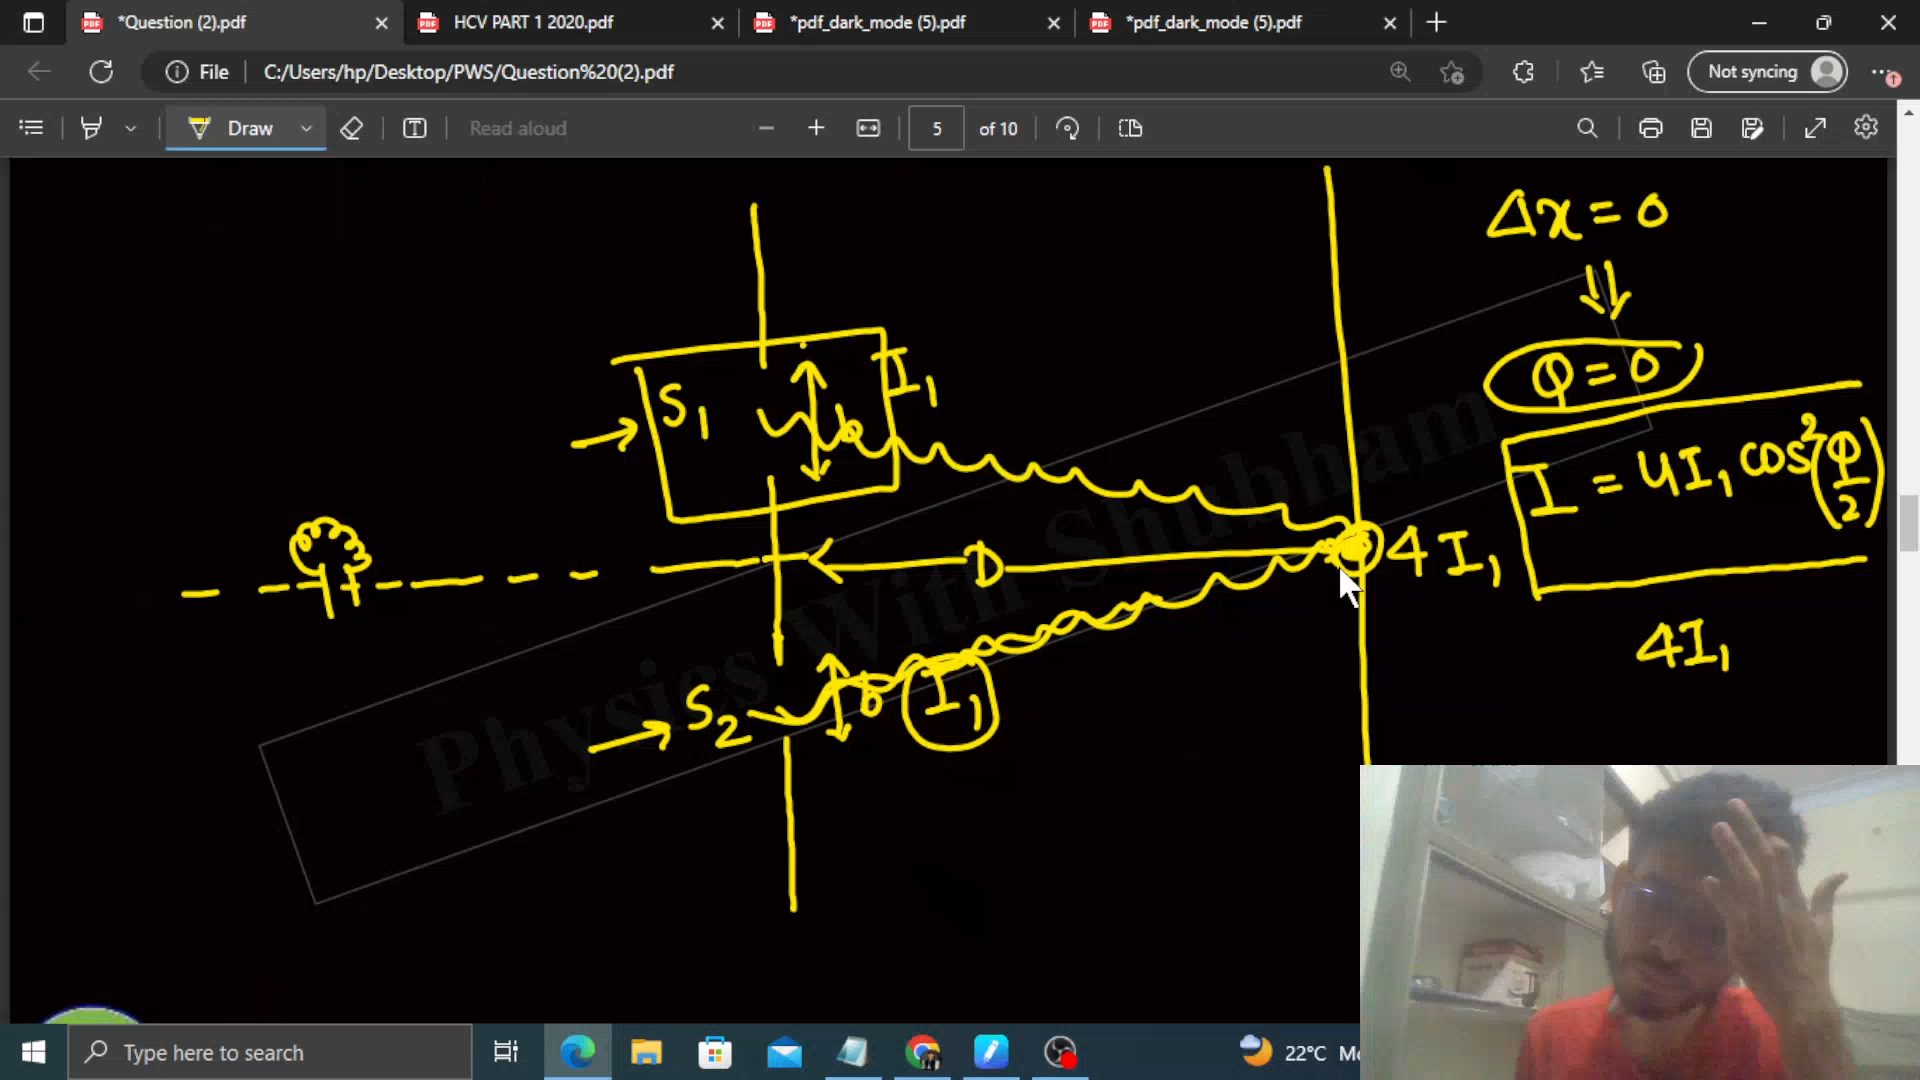 *Question (2).pdf
HCV PART 1 2020.pdf
*pdf_dark_mode (5).pdf
*pdf_dark_mode (5).pdf
File
C:/Users/hp/Desktop/PWS/Question%20(2).pdf
Not syncing
Draw
Read aloud
5
of 10
Δx = 0
⇓
φ = 0
S₁
I₁
b
I = 4I₁ cos²(φ/2)
D
4I₁
4I₁
S₂
b
I₁
Physics With Shubham
Type here to search
22°C